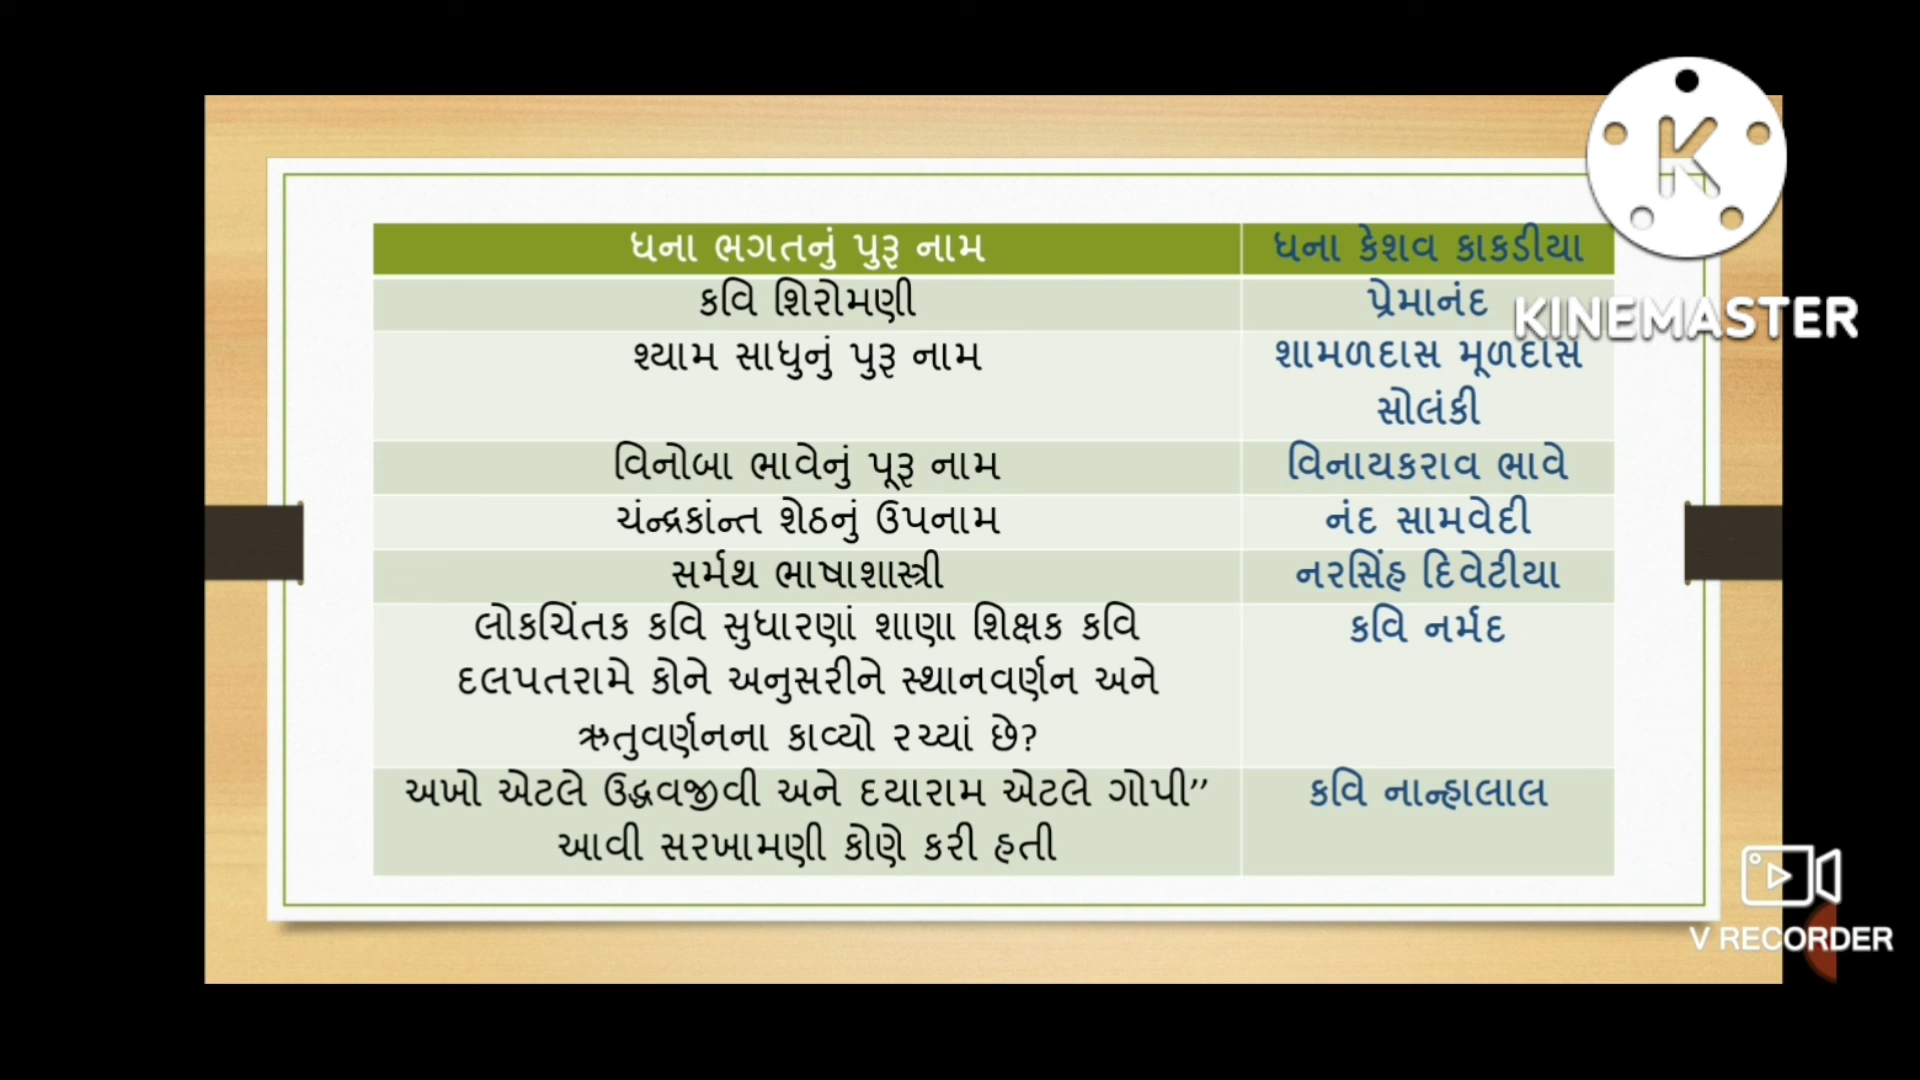 ધના ભગતનું પુરૂ નામ ધના કેશવ કાકડીયા
કવિ શિરોમણી પ્રેમાનંદ
KINEMASTER
શ્યામ સાધુનું પુરૂ નામ શામળદાસ મૂળદાસ
સોલંકી
વિનોબા ભાવેનું પૂરૂ નામ વિનાયકરાવ ભાવે
ચંન્દ્રકાંન્ત શેઠનું ઉપનામ નંદ સામવેદી
સર્મથ ભાષાશાસ્ત્રી નરસિંહ દિવેટીયા
લોકચિંતક કવિ સુધારણાં શાણા શિક્ષક કવિ કવિ નર્મદ
દલપતરામે કોને અનુસરીને સ્થાનવર્ણન અને
ઋતુવર્ણનના કાવ્યો રચ્યાં છે?
અખો એટલે ઉદ્ધવજીવી અને દયારામ એટલે ગોપી’’ કવિ નાન્હાલાલ
આવી સરખામણી કોણે કરી હતી
V RECORDER